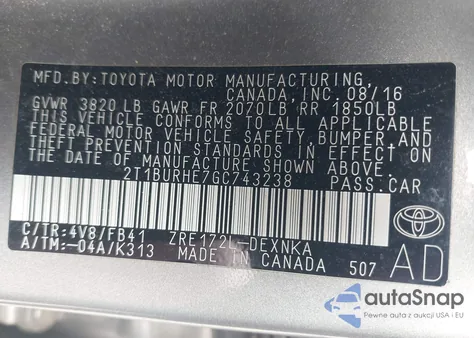 MFD.BY:TOYOTA MOTOR MANUFACTURING
CANADA,INC. 08/16
GVWR 3820 LB GAWR FR 2070LB RR 1850LB
THIS VEHICLE CONFORMS TO ALL APPLICABLE
FEDERAL MOTOR VEHICLE SAFETY, BUMPER, AND
THEFT PREVENTION STANDARDS IN EFFECT ON
THE DATE OF MANUFACTURE SHOWN ABOVE.
2T1BURHE7GC743238 PASS.CAR
C/TR:4V8/FB41 ZRE172L-DEXNKA
A/TM:-04A/K313 MADE IN CANADA 507
TOYOTA
AD
autoSnap
Pewne auta z aukcji USA i EU